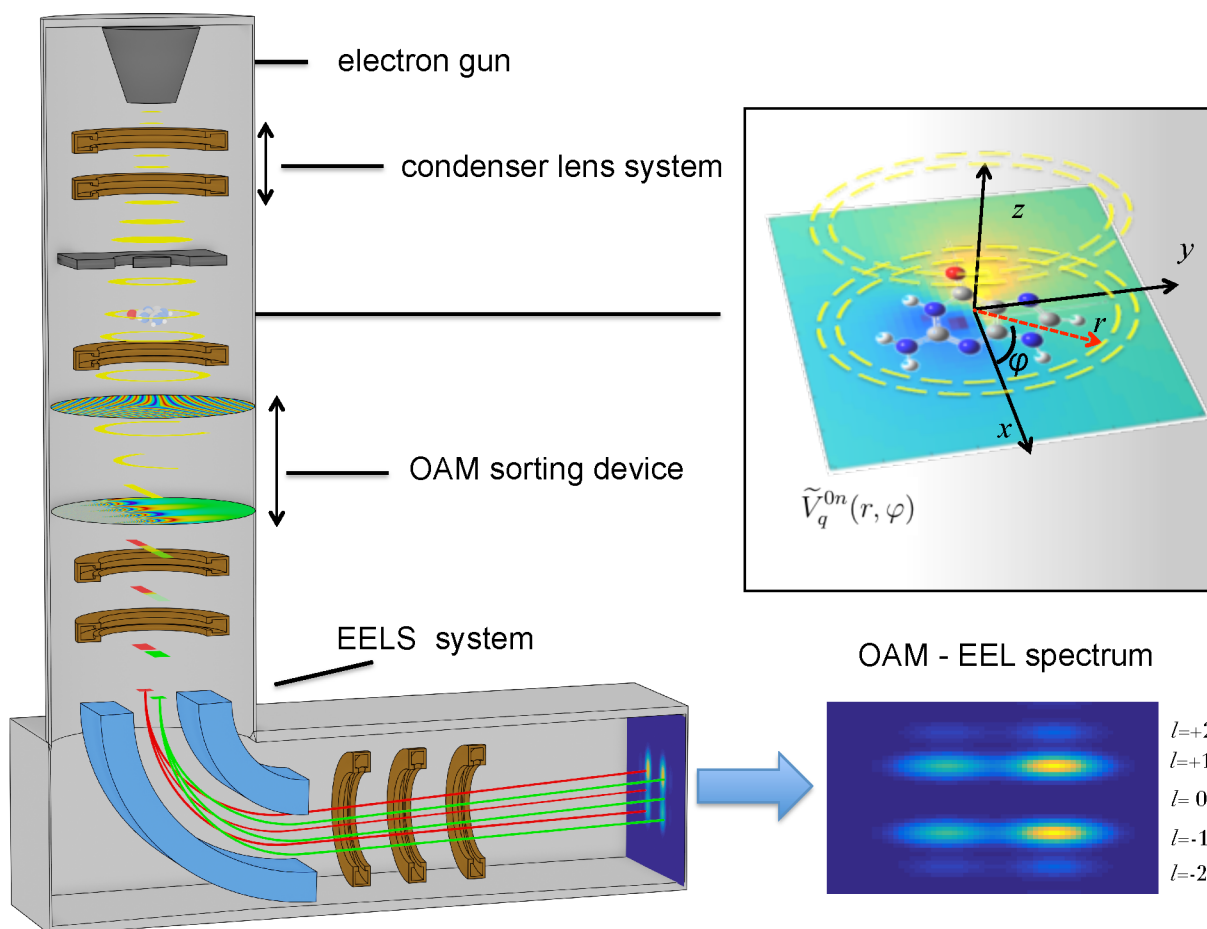 electron gun
condenser lens system
z
y
r
φ
x
OAM sorting device
Ṽ_q^{0n}(r, φ)
EELS system
OAM - EEL spectrum
l=+2
l=+1
l= 0
l=-1
l=-2